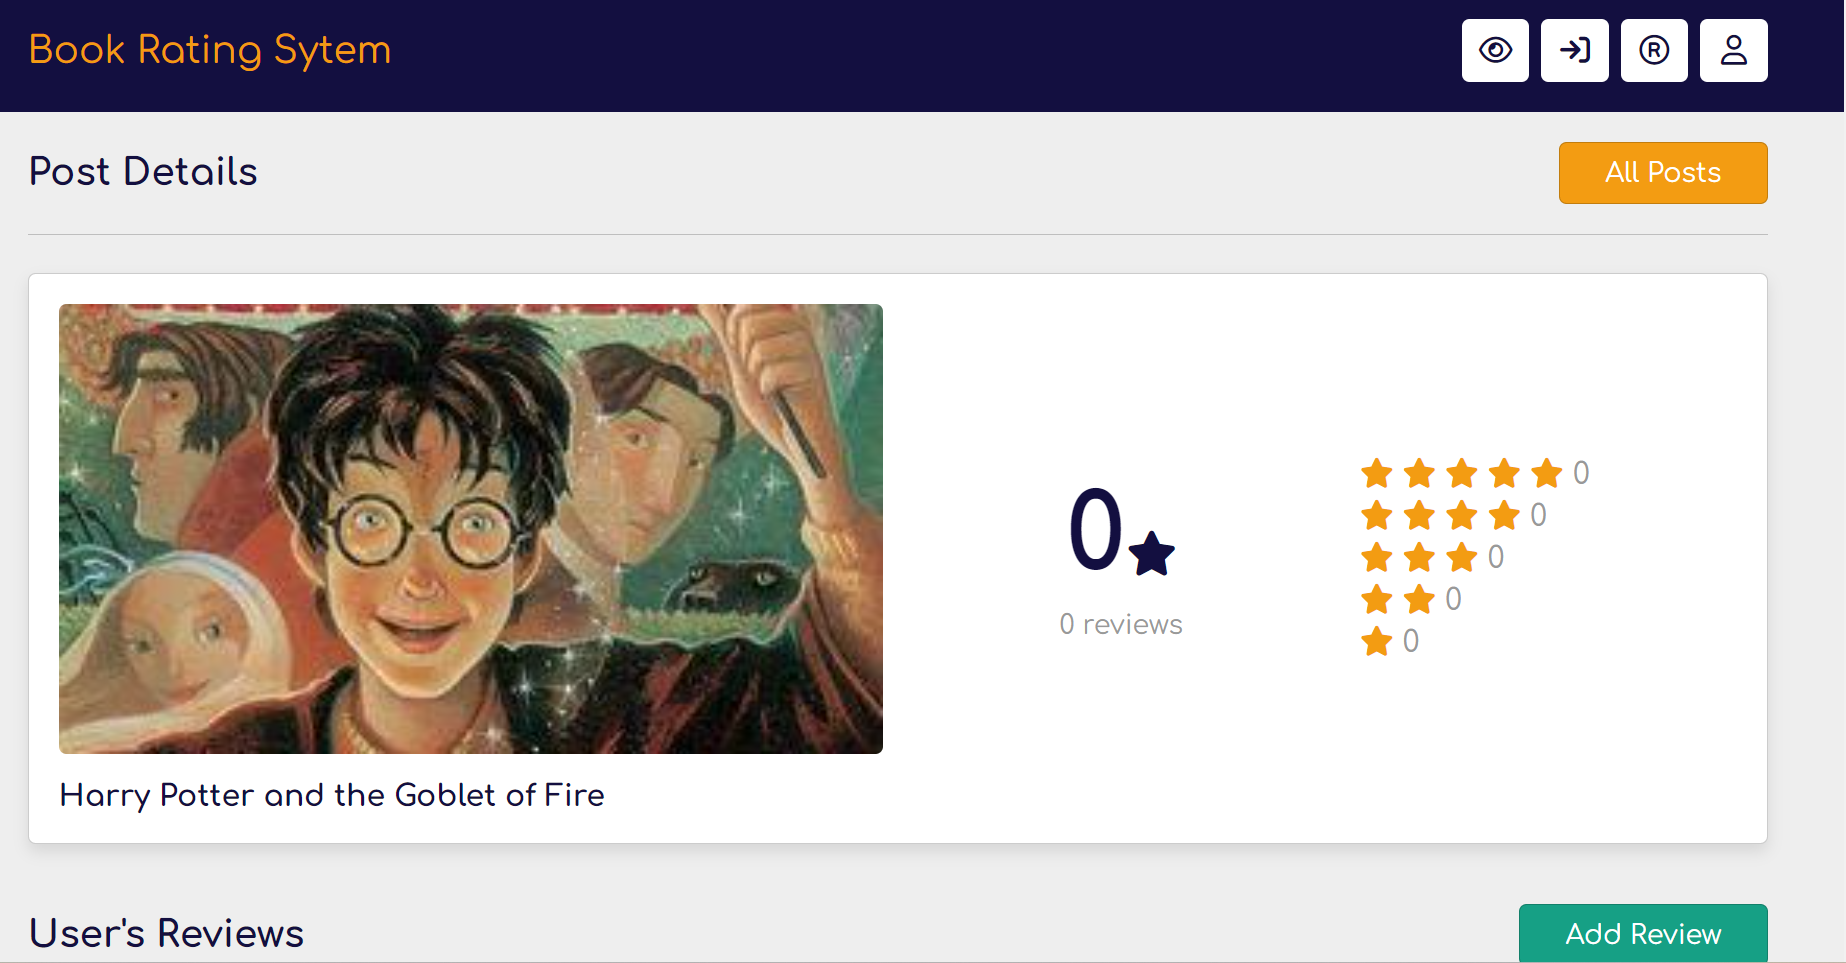 Book Rating Sytem
R
Post Details
All Posts
0
0 reviews
0
0
0
0
0
Harry Potter and the Goblet of Fire
User's Reviews
Add Review